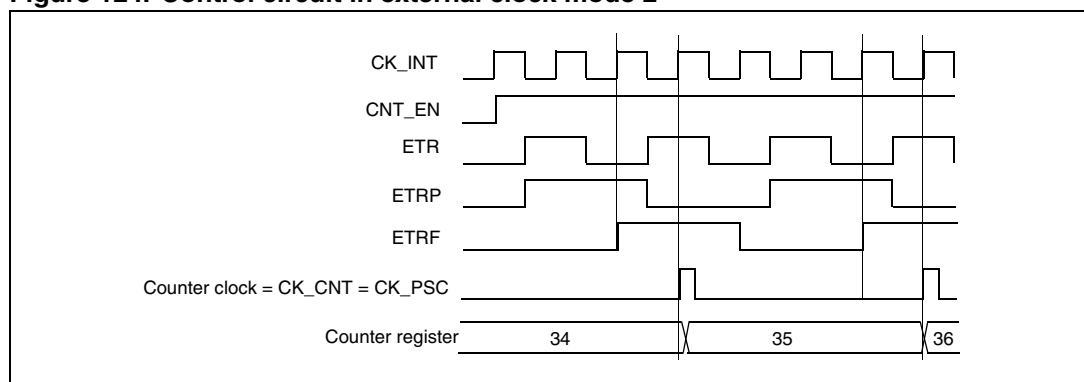 Figure 124. Control circuit in external clock mode 2
CK_INT
CNT_EN
ETR
ETRP
ETRF
Counter clock = CK_CNT = CK_PSC
Counter register 34 35 36